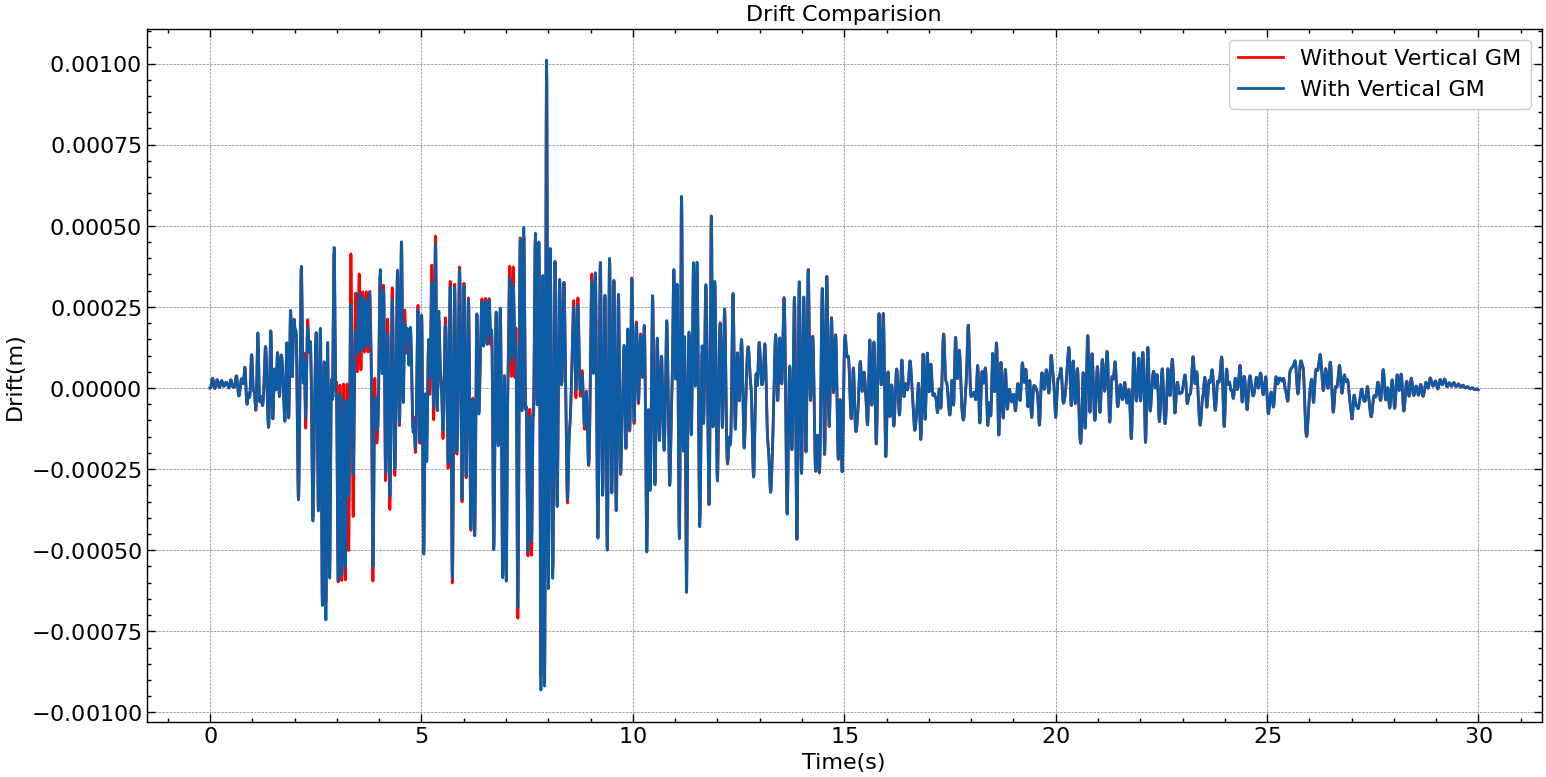 Drift Comparision
Without Vertical GM
With Vertical GM
0.00100
0.00075
0.00050
0.00025
0.00000
−0.00025
−0.00050
−0.00075
−0.00100
Drift(m)
0 5 10 15 20 25 30
Time(s)